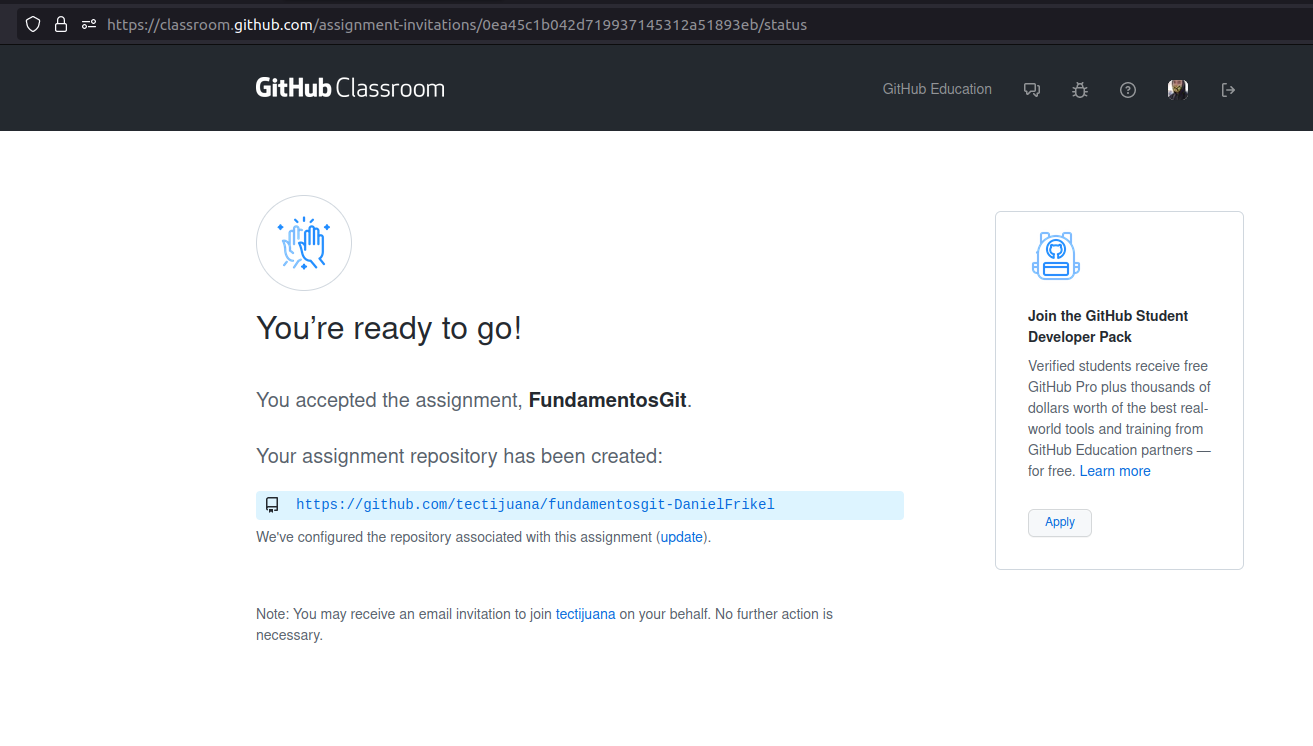 https://classroom.github.com/assignment-invitations/0ea45c1b042d719937145312a51893eb/status
GitHub Classroom
GitHub Education
You’re ready to go!
You accepted the assignment, FundamentosGit.
Your assignment repository has been created:
https://github.com/tectijuana/fundamentosgit-DanielFrikel
We've configured the repository associated with this assignment (update).
Note: You may receive an email invitation to join tectijuana on your behalf. No further action is
necessary.
Join the GitHub Student
Developer Pack
Verified students receive free
GitHub Pro plus thousands of
dollars worth of the best real-
world tools and training from
GitHub Education partners —
for free. Learn more
Apply